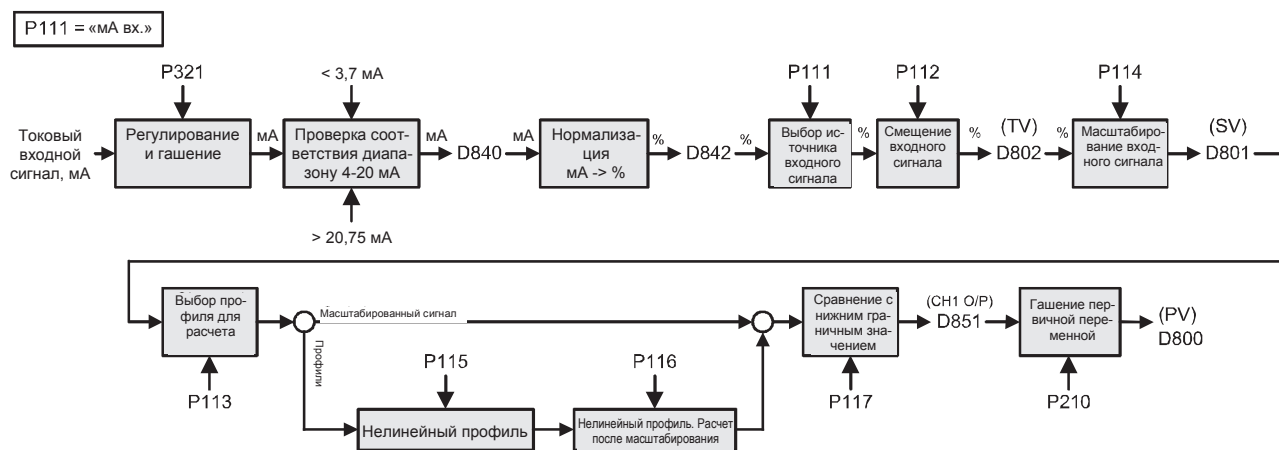 P111 = «мА вх.»
P321
< 3,7 мА
P111
P112
P114
Токовый
входной
сигнал, мА
Регулирование
и гашение
мА
Проверка соот-
ветствия диапа-
зону 4-20 мА
мА
D840
мА
Нормализа-
ция
мА -> %
%
D842
%
Выбор ис-
точника
входного
сигнала
%
Смещение
входного
сигнала
%
(TV)
D802
%
Масштабиро-
вание вход-
ного сигнала
(SV)
D801
> 20,75 мА
Выбор про-
филя для
расчета
Масштабированный сигнал
Профили
Сравнение с
нижним гра-
ничным зна-
чением
(CH1 O/P)
D851
Гашение пер-
вичной пере-
менной
(PV)
D800
P113
P115
P116
P117
P210
Нелинейный профиль
Нелинейный профиль. Расчет
после масштабирования